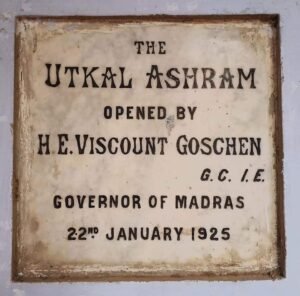 THE
UTKAL ASHRAM
OPENED BY
H E. VISCOUNT GOSCHEN
G. C. I. E.
GOVERNOR OF MADRAS
22ND JANUARY 1925